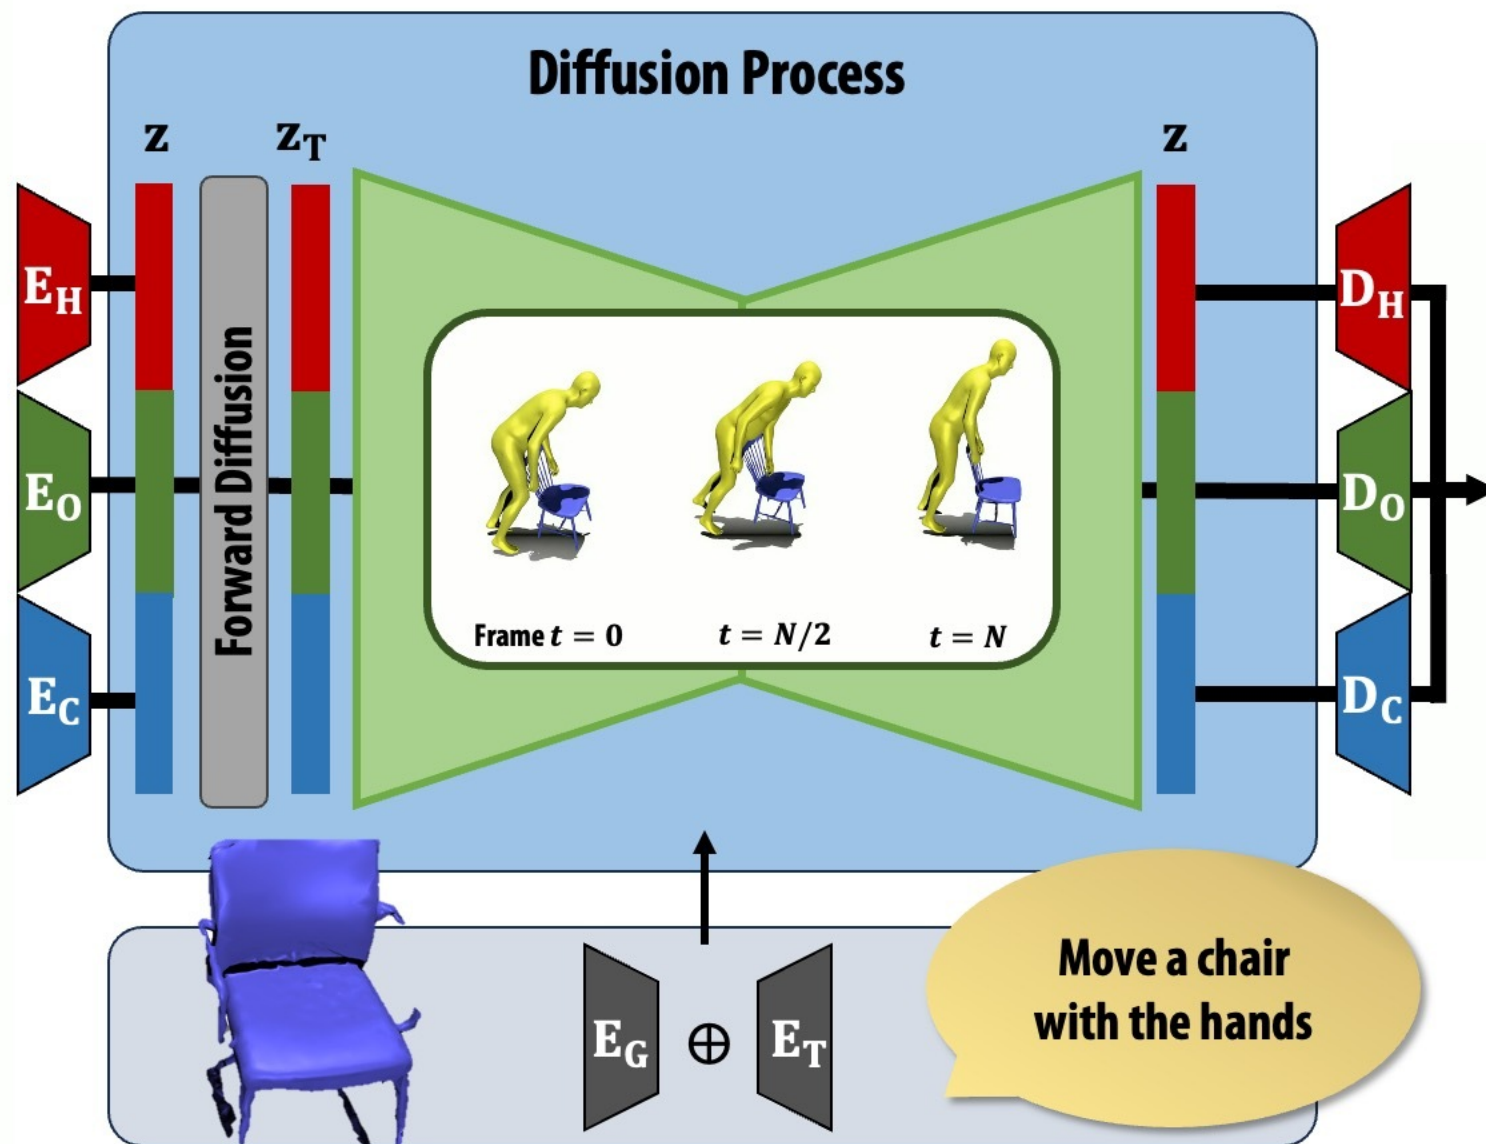 Diffusion Process
z
z_T
z
E_H
E_O
E_C
Forward Diffusion
Frame t = 0
t = N/2
t = N
D_H
D_O
D_C
E_G ⊕ E_T
Move a chair
with the hands